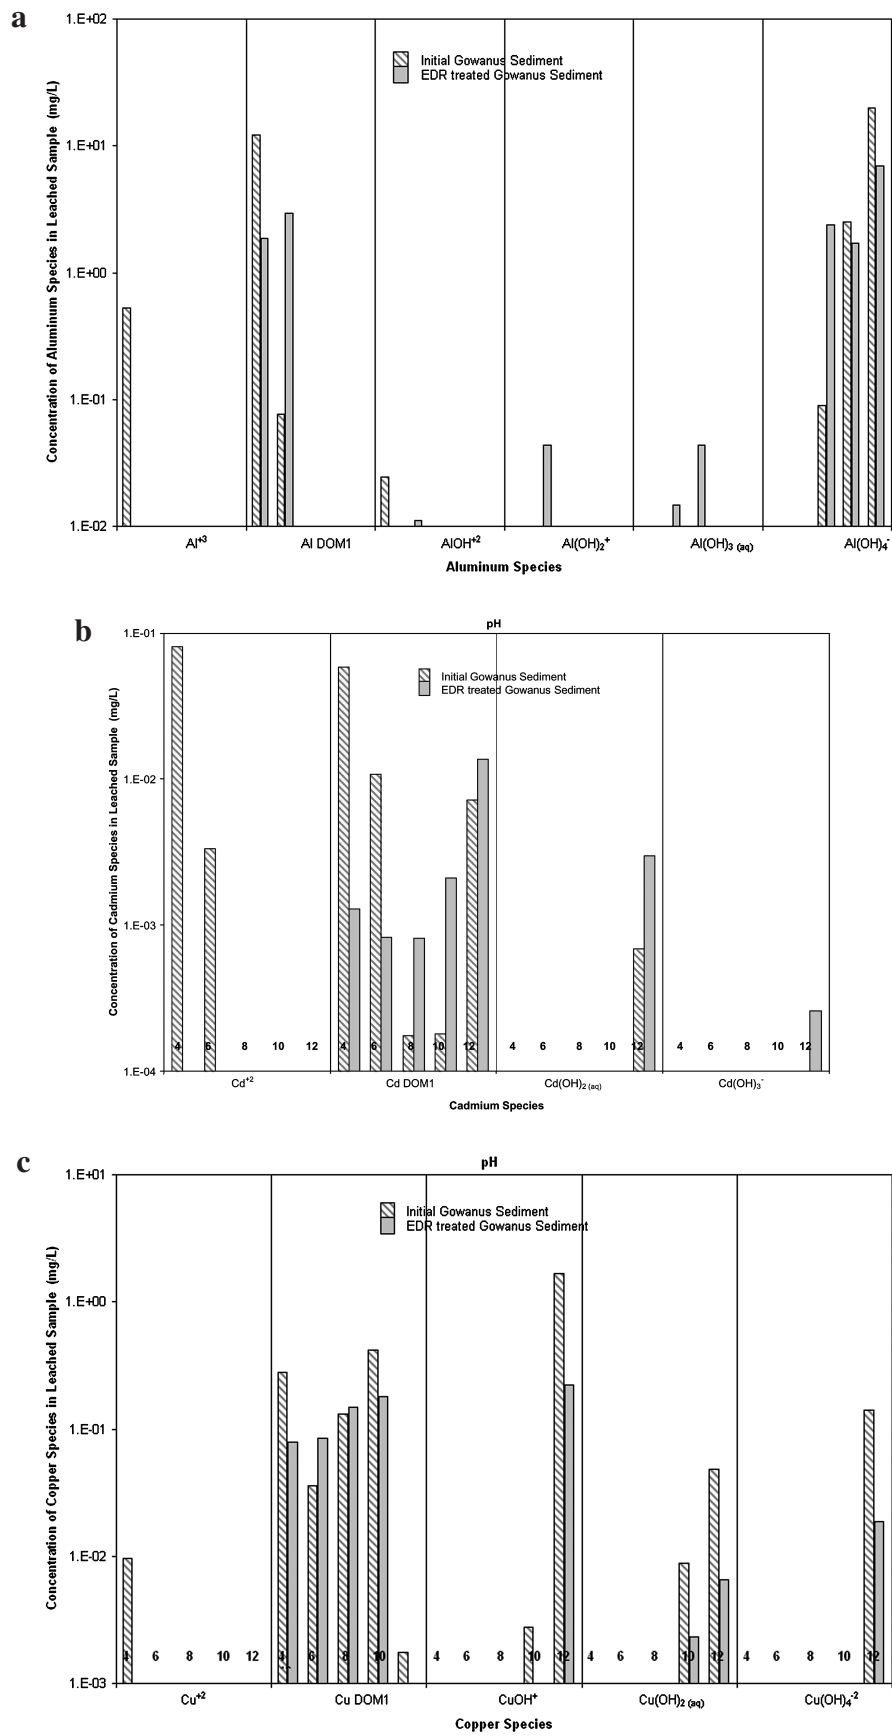 a
1.E+02
Initial Gowanus Sediment
EDR treated Gowanus Sediment
1.E+01
1.E+00
1.E-01
1.E-02
Concentration of Aluminum Species in Leached Sample (mg/L)
Al+3 Al DOM1 AlOH+2 Al(OH)2+ Al(OH)3 (aq) Al(OH)4-
Aluminum Species
b
pH
1.E-01
Initial Gowanus Sediment
EDR treated Gowanus Sediment
1.E-02
1.E-03
1.E-04
Concentration of Cadmium Species in Leached Sample (mg/L)
4 6 8 10 12 4 6 8 10 12 4 6 8 10 12 4 6 8 10 12
Cd+2 Cd DOM1 Cd(OH)2 (aq) Cd(OH)3-
Cadmium Species
c
pH
1.E+01
Initial Gowanus Sediment
EDR treated Gowanus Sediment
1.E+00
1.E-01
1.E-02
1.E-03
Concentration of Copper Species in Leached Sample (mg/L)
4 6 8 10 12 4 6 8 10 4 6 8 10 12 4 6 8 10 12 4 6 8 10 12
Cu+2 Cu DOM1 CuOH+ Cu(OH)2 (aq) Cu(OH)4-2
Copper Species